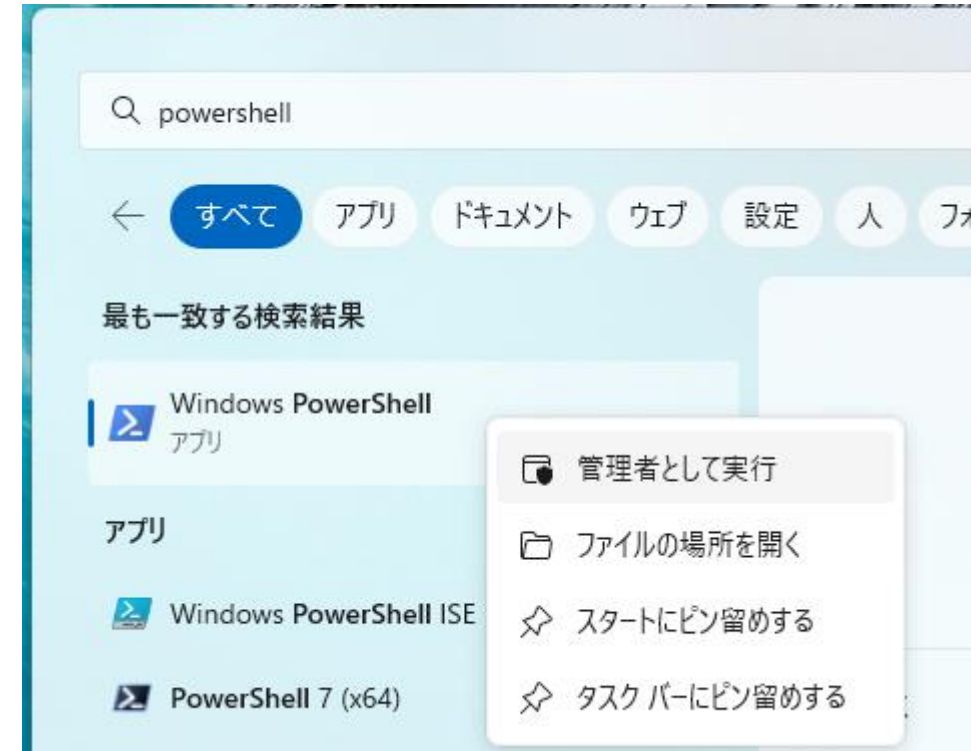 powershell
すべて アプリ ドキュメント ウェブ 設定 人 フォ
最も一致する検索結果
Windows PowerShell
アプリ
管理者として実行
アプリ
ファイルの場所を開く
Windows PowerShell ISE
スタートにピン留めする
PowerShell 7 (x64)
タスク バーにピン留めする